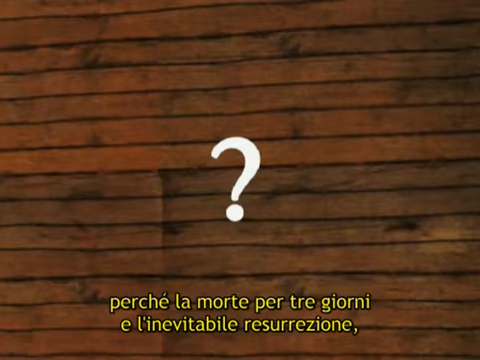 ?
perché la morte per tre giorni
e l'inevitabile resurrezione,